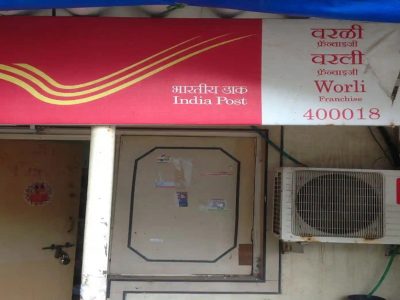 भारतीय डाक
India Post
वरळी
फ्रॅन्चाइजी
वरली
फ्रॅन्चाइजी
Worli
Franchise
400018